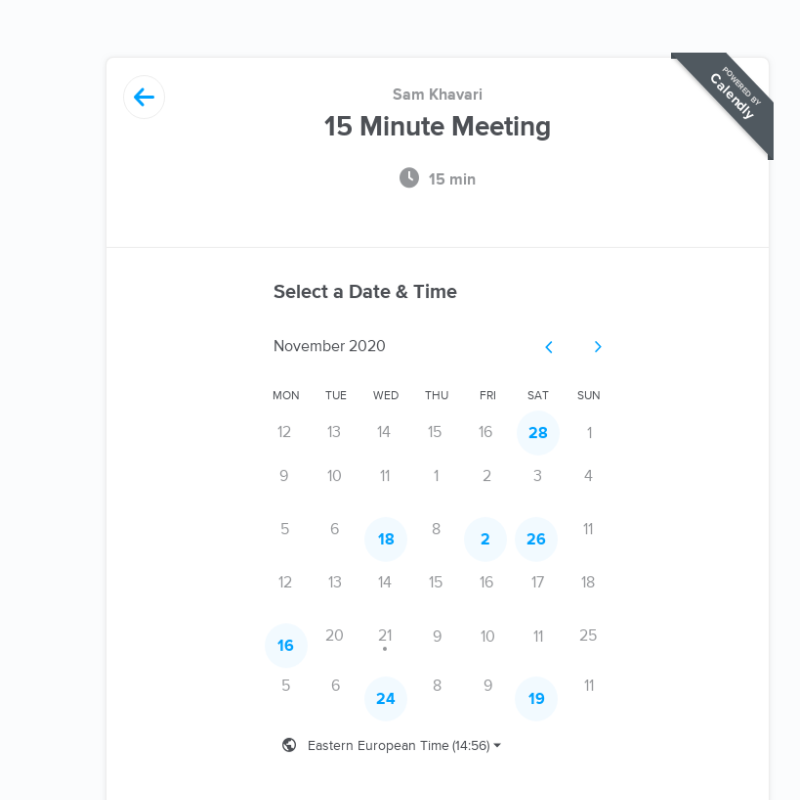 POWERED BY
Calendly
Sam Khavari
15 Minute Meeting
15 min
Select a Date & Time
November 2020
MON TUE WED THU FRI SAT SUN
12 13 14 15 16 28 1
9 10 11 1 2 3 4
5 6 18 8 2 26 11
12 13 14 15 16 17 18
16 20 21 9 10 11 25
5 6 24 8 9 19 11
Eastern European Time (14:56)